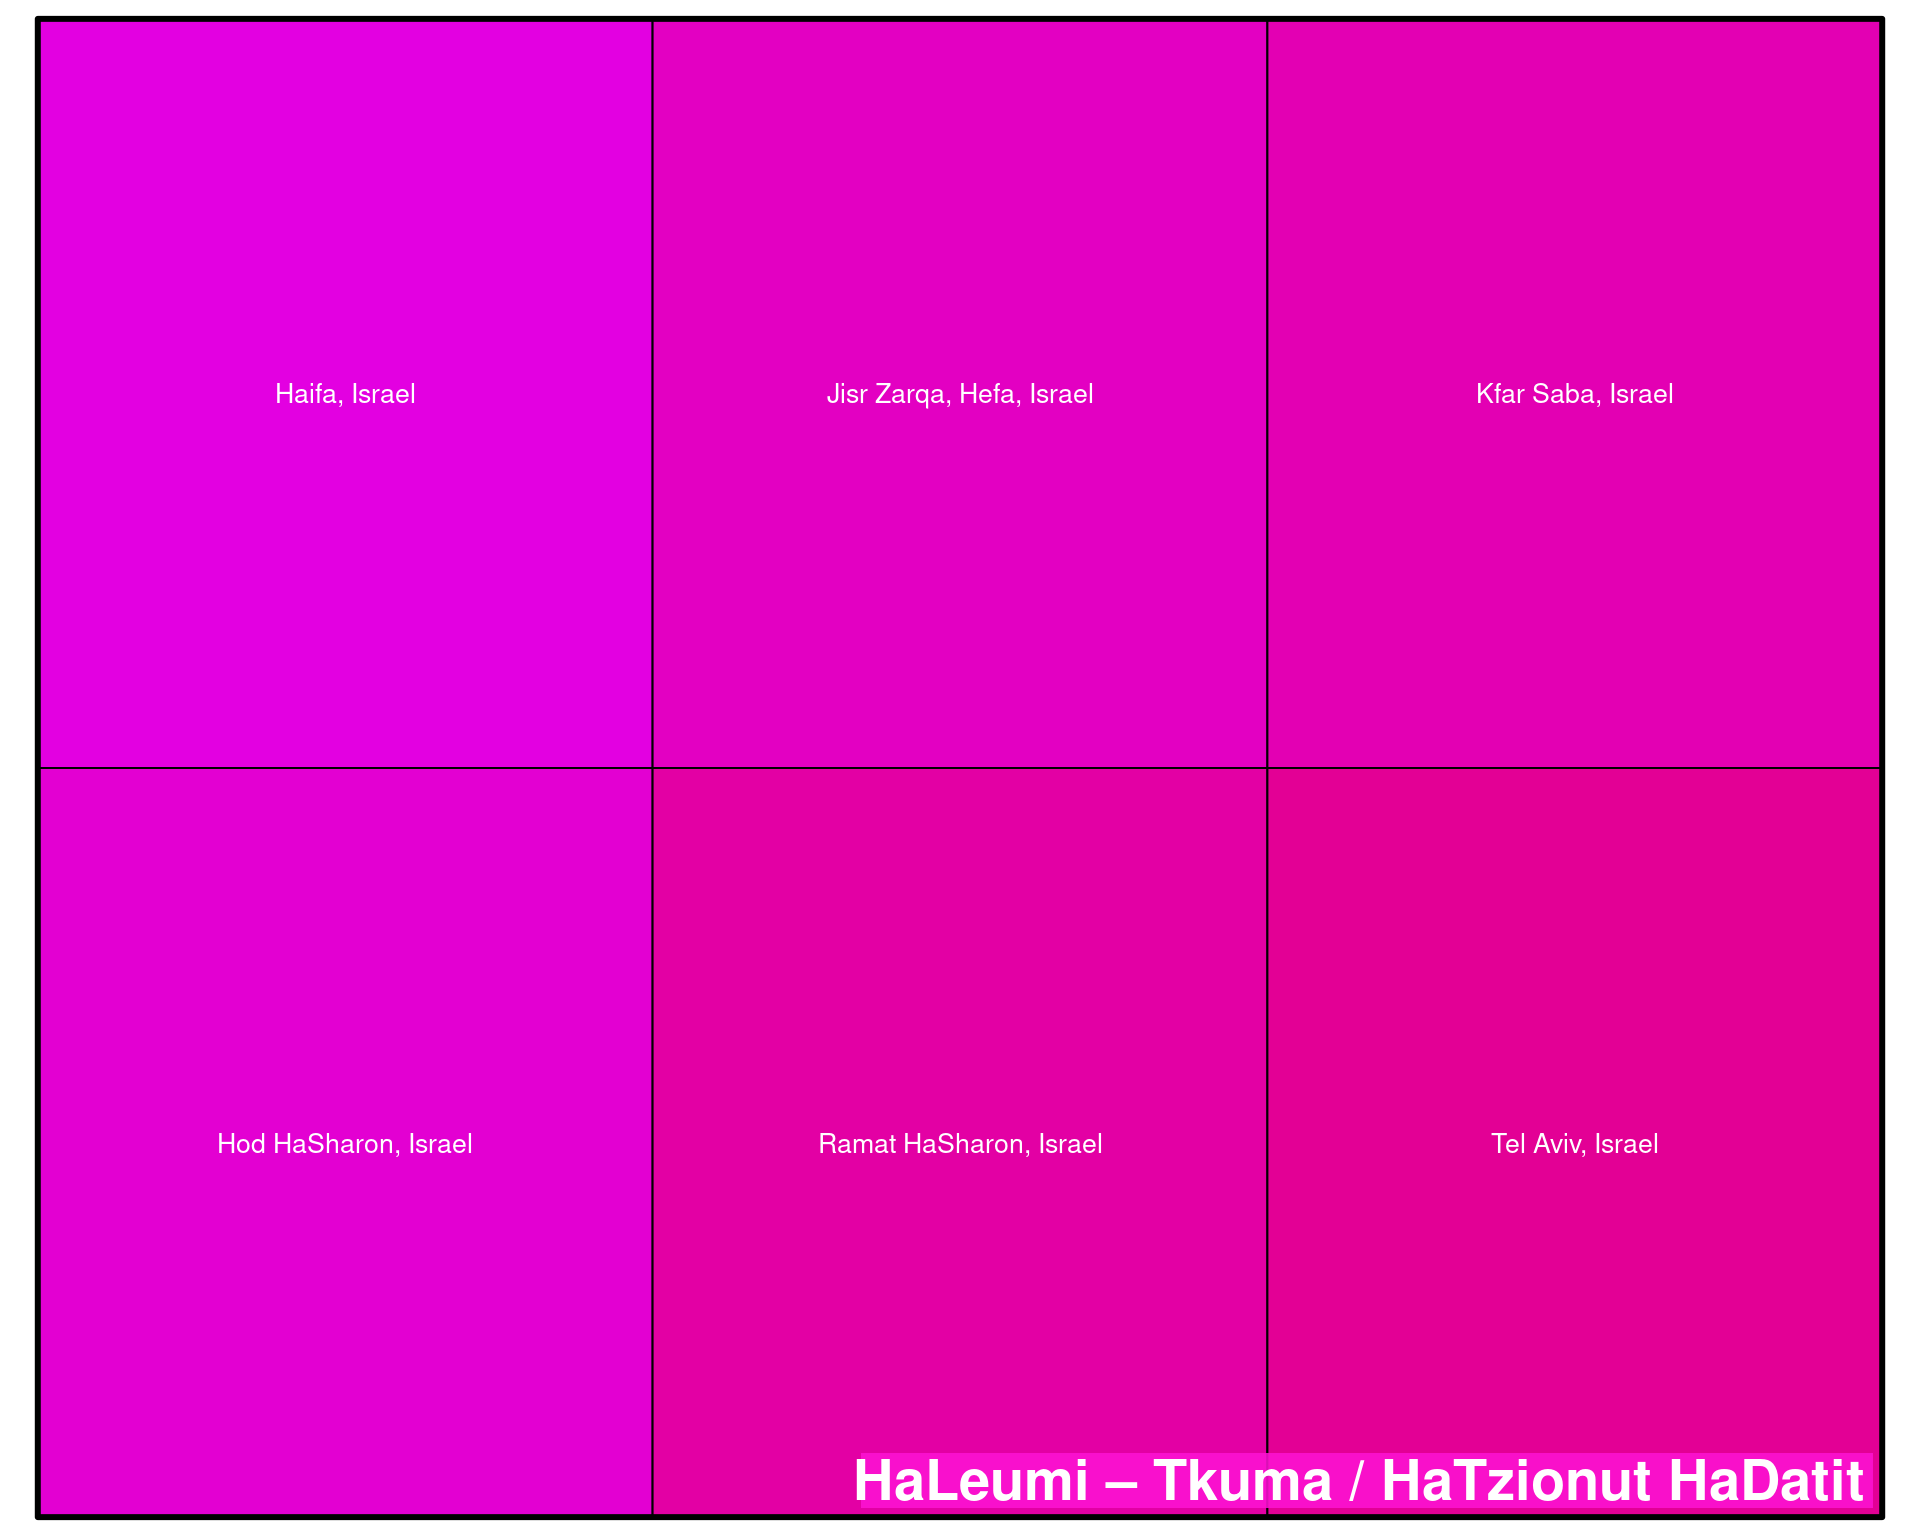 Haifa, Israel
Jisr Zarqa, Hefa, Israel
Kfar Saba, Israel
Hod HaSharon, Israel
Ramat HaSharon, Israel
Tel Aviv, Israel
HaLeumi – Tkuma / HaTzionut HaDatit